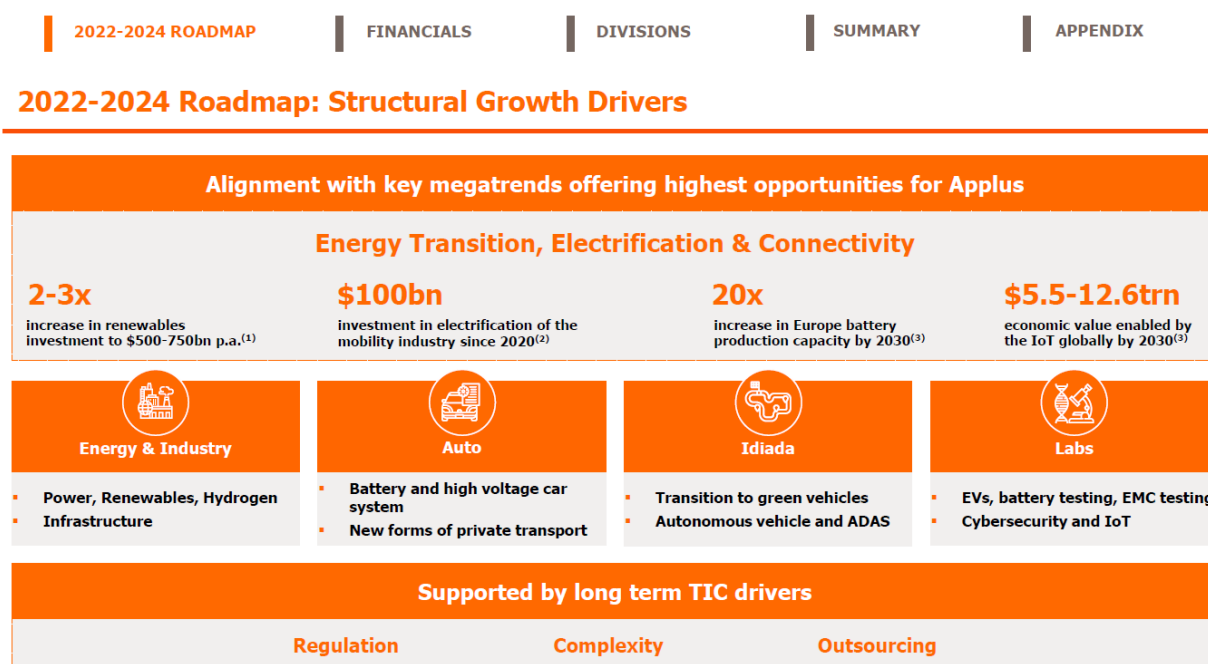 2022-2024 ROADMAP
FINANCIALS
DIVISIONS
SUMMARY
APPENDIX
2022-2024 Roadmap: Structural Growth Drivers
Alignment with key megatrends offering highest opportunities for Applus
Energy Transition, Electrification & Connectivity
2-3x
increase in renewables
investment to $500-750bn p.a.(1)
$100bn
investment in electrification of the
mobility industry since 2020(2)
20x
increase in Europe battery
production capacity by 2030(3)
$5.5-12.6trn
economic value enabled by
the IoT globally by 2030(3)
Energy & Industry
▪ Power, Renewables, Hydrogen
▪ Infrastructure
Auto
▪ Battery and high voltage car
system
▪ New forms of private transport
Idiada
▪ Transition to green vehicles
▪ Autonomous vehicle and ADAS
Labs
▪ EVs, battery testing, EMC testing
▪ Cybersecurity and IoT
Supported by long term TIC drivers
Regulation
Complexity
Outsourcing